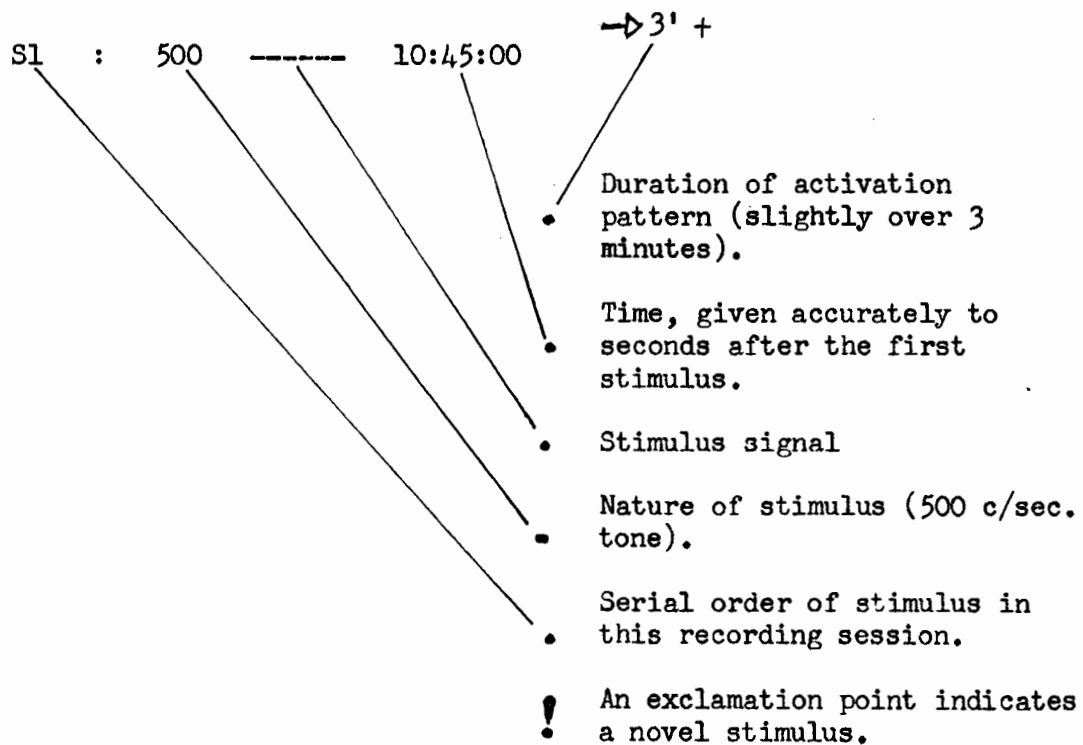 → 3' +
S1 : 500 ------ 10:45:00
Duration of activation
pattern (slightly over 3
minutes).
Time, given accurately to
seconds after the first
stimulus.
Stimulus signal
Nature of stimulus (500 c/sec.
tone).
Serial order of stimulus in
this recording session.
! An exclamation point indicates
a novel stimulus.